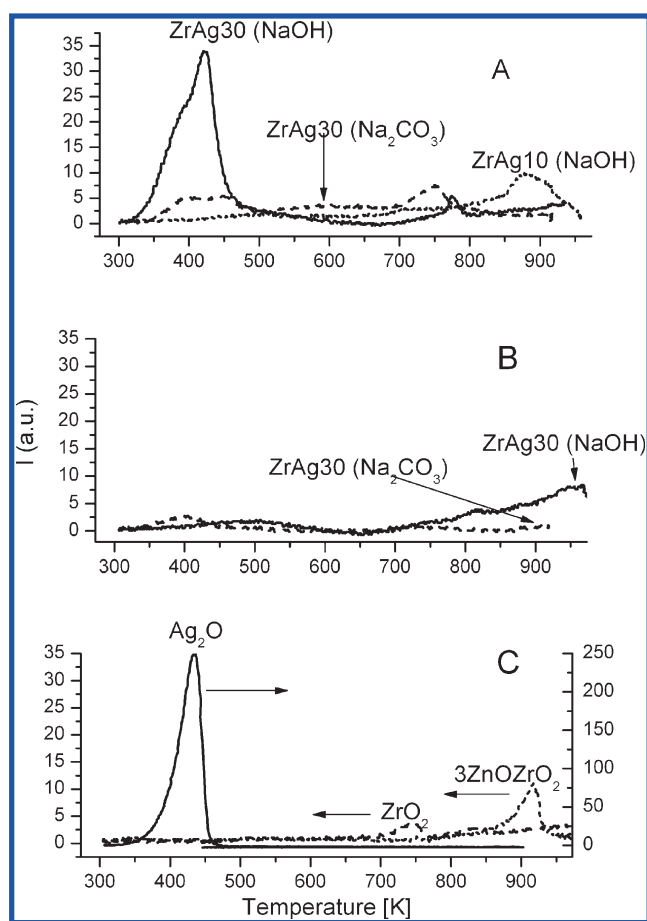 ZrAg30 (NaOH)
A
ZrAg30 (Na₂CO₃)
ZrAg10 (NaOH)
35
30
25
20
15
10
5
0
300 400 500 600 700 800 900
B
ZrAg30 (NaOH)
ZrAg30 (Na₂CO₃)
35
30
25
20
15
10
5
0
300 400 500 600 700 800 900
I (a.u.)
Ag₂O
C
3ZnOZrO₂
ZrO₂
35
30
25
20
15
10
5
0
250
200
150
100
50
0
300 400 500 600 700 800 900
Temperature [K]